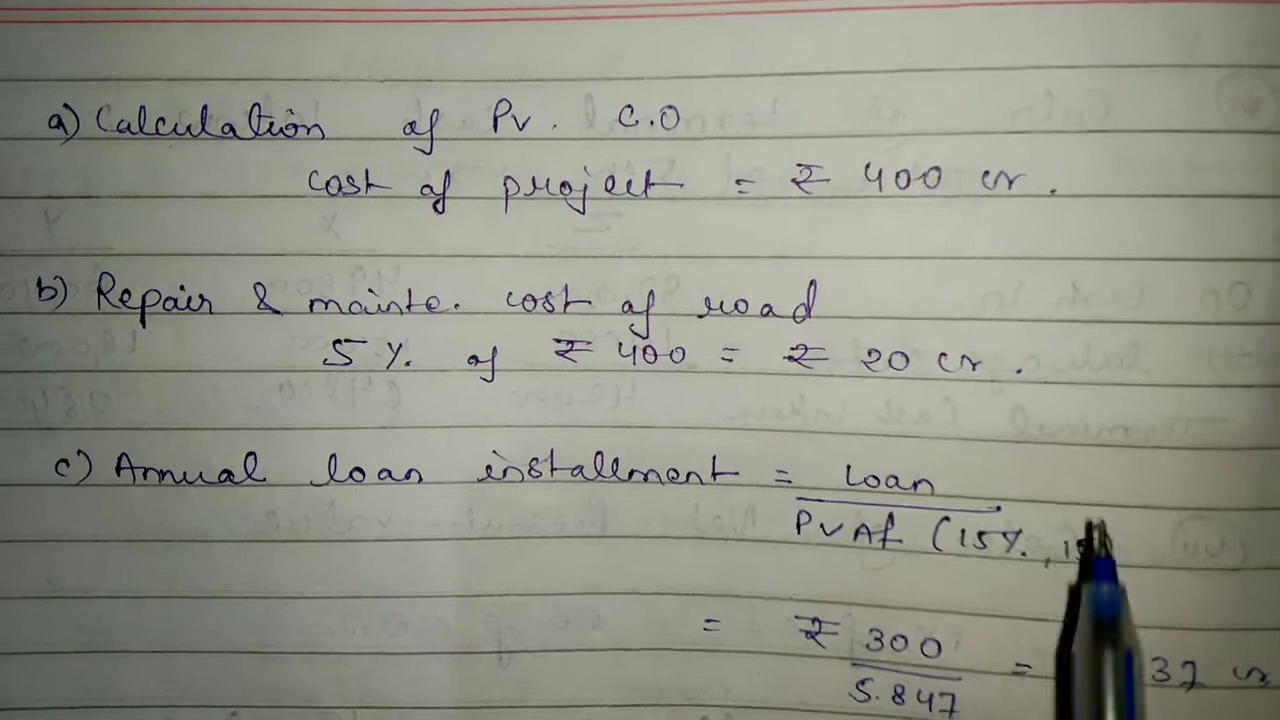 a) Calculation of Pv. C.O
cost of project = ₹ 400 cr.
b) Repair & mainte. cost of road
5 %. of ₹ 400 = ₹ 20 cr.
c) Annual loan installment = Loan
PVAf (15%.,
= ₹ 300
5.847
=
cr